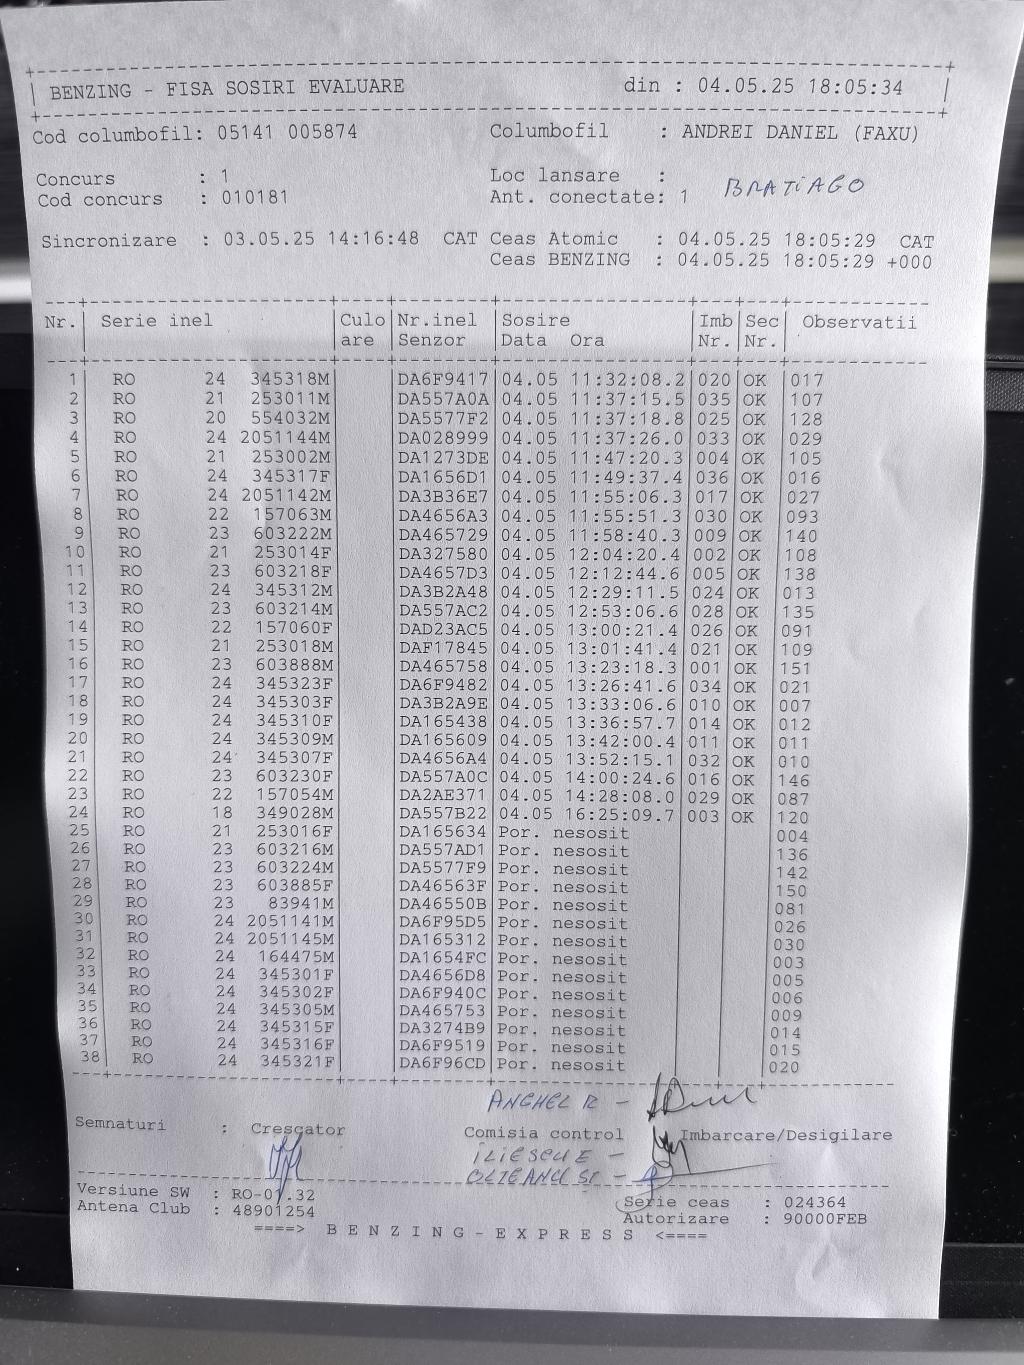 BENZING - FISA SOSIRI EVALUARE din : 04.05.25 18:05:34
Cod columbofil: 05141 005874 Columbofil : ANDREI DANIEL (FAXU)
Concurs : 1 Loc lansare : BRATIAGO
Cod concurs : 010181 Ant. conectate: 1
Sincronizare : 03.05.25 14:16:48 CAT Ceas Atomic : 04.05.25 18:05:29 CAT
Ceas BENZING : 04.05.25 18:05:29 +000
Nr. Serie inel Culo Nr.inel Sosire Imb Sec Observatii
are Senzor Data Ora Nr. Nr.
1 RO 24 345318M DA6F9417 04.05 11:32:08.2 020 OK 017
2 RO 21 253011M DA557A0A 04.05 11:37:15.5 035 OK 107
3 RO 20 554032M DA5577F2 04.05 11:37:18.8 025 OK 128
4 RO 24 2051144M DA028999 04.05 11:37:26.0 033 OK 029
5 RO 21 253002M DA1273DE 04.05 11:47:20.3 004 OK 105
6 RO 24 345317F DA1656D1 04.05 11:49:37.4 036 OK 016
7 RO 24 2051142M DA3B36E7 04.05 11:55:06.3 017 OK 027
8 RO 22 157063M DA4656A3 04.05 11:55:51.3 030 OK 093
9 RO 23 603222M DA465729 04.05 11:58:40.3 009 OK 140
10 RO 21 253014F DA327580 04.05 12:04:20.4 002 OK 108
11 RO 23 603218F DA4657D3 04.05 12:12:44.6 005 OK 138
12 RO 24 345312M DA3B2A48 04.05 12:29:11.5 024 OK 013
13 RO 23 603214M DA557AC2 04.05 12:53:06.6 028 OK 135
14 RO 22 157060F DAD23AC5 04.05 13:00:21.4 026 OK 091
15 RO 21 253018M DAF17845 04.05 13:01:41.4 021 OK 109
16 RO 23 603888M DA465758 04.05 13:23:18.3 001 OK 151
17 RO 24 345323F DA6F9482 04.05 13:26:41.6 034 OK 021
18 RO 24 345303F DA3B2A9E 04.05 13:33:06.6 010 OK 007
19 RO 24 345310F DA165438 04.05 13:36:57.7 014 OK 012
20 RO 24 345309M DA165609 04.05 13:42:00.4 011 OK 011
21 RO 24 345307F DA4656A4 04.05 13:52:15.1 032 OK 010
22 RO 23 603230F DA557A0C 04.05 14:00:24.6 016 OK 146
23 RO 22 157054M DA2AE371 04.05 14:28:08.0 029 OK 087
24 RO 18 349028M DA557B22 04.05 16:25:09.7 003 OK 120
25 RO 21 253016F DA165634 Por. nesosit 004
26 RO 23 603216M DA557AD1 Por. nesosit 136
27 RO 23 603224M DA5577F9 Por. nesosit 142
28 RO 23 603885F DA46563F Por. nesosit 150
29 RO 23 83941M DA46550B Por. nesosit 081
30 RO 24 2051141M DA6F95D5 Por. nesosit 026
31 RO 24 2051145M DA165312 Por. nesosit 030
32 RO 24 164475M DA1654FC Por. nesosit 003
33 RO 24 345301F DA4656D8 Por. nesosit 005
34 RO 24 345302F DA6F940C Por. nesosit 006
35 RO 24 345305M DA465753 Por. nesosit 009
36 RO 24 345315F DA3274B9 Por. nesosit 014
37 RO 24 345316F DA6F9519 Por. nesosit 015
38 RO 24 345321F DA6F96CD Por. nesosit 020
ANGHEL R -
Semnaturi : Crescator Comisia control Imbarcare/Desigilare
ILIESCU E -
OLTEANU ST -
Versiune SW : RO-01.32 Serie ceas : 024364
Antena Club : 48901254 Autorizare : 90000FEB
====> B E N Z I N G - E X P R E S S <====